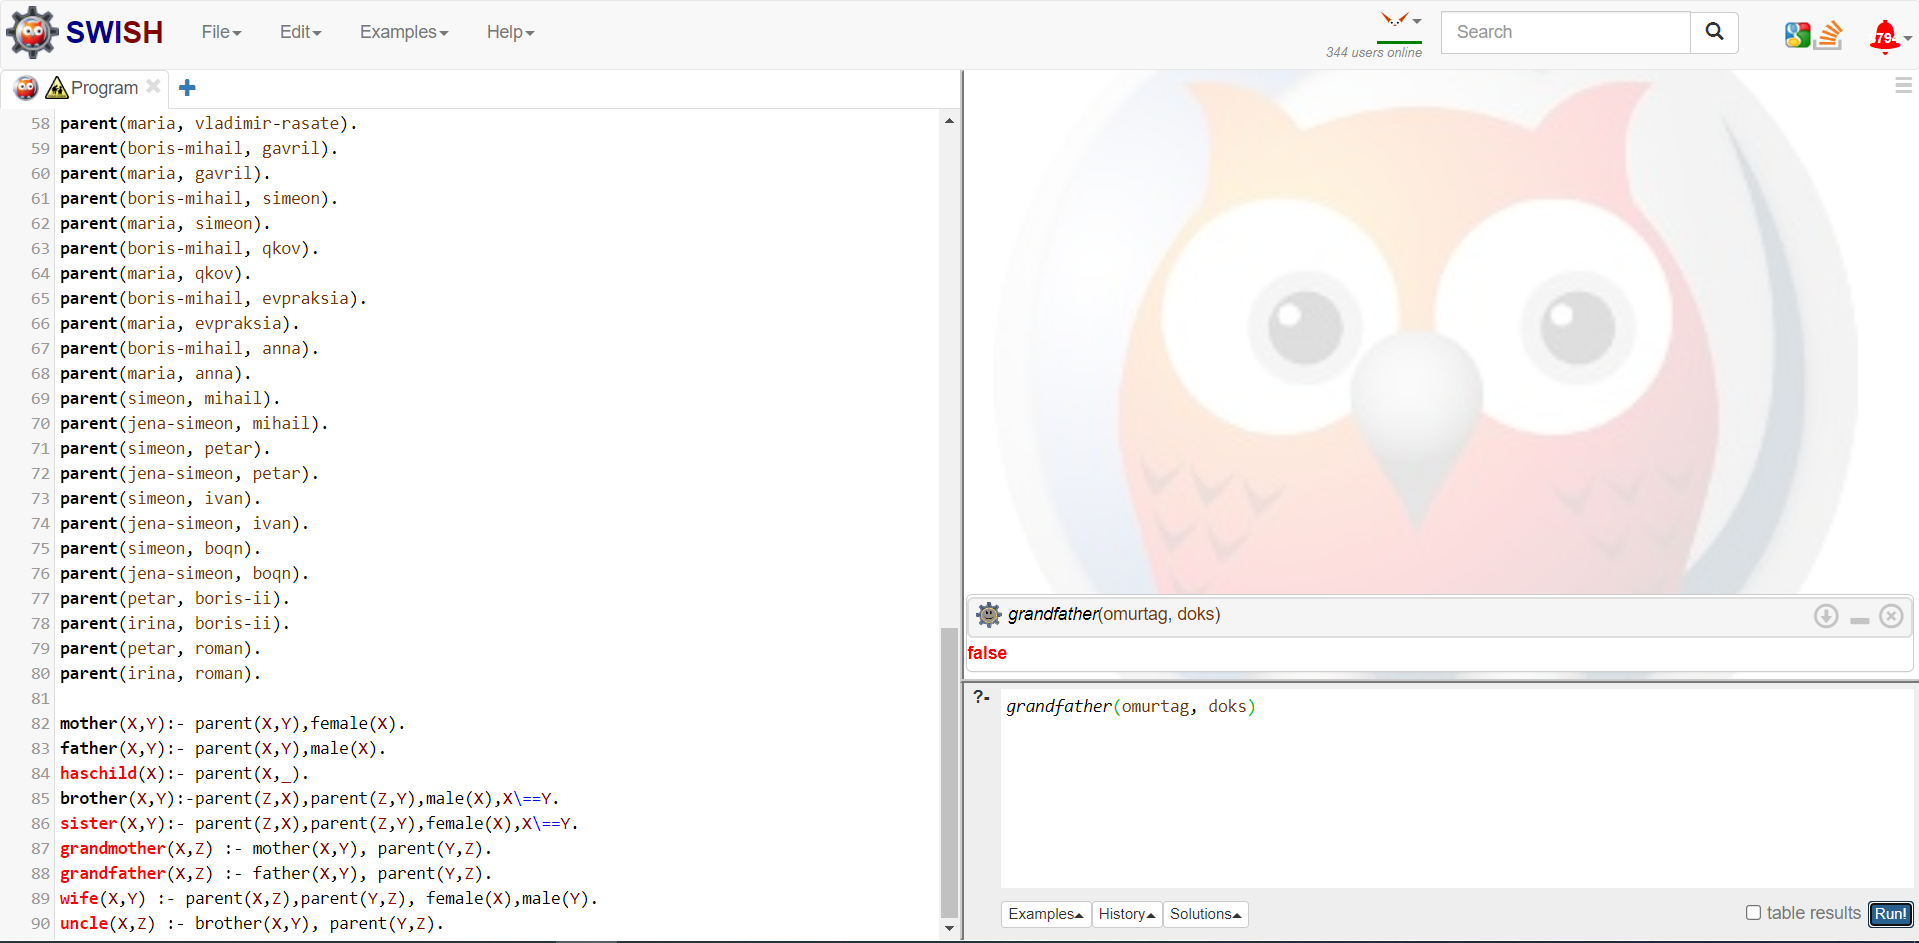 SWISH File Edit Examples Help 344 users online Search 794
Program
58 parent(maria, vladimir-rasate).
59 parent(boris-mihail, gavril).
60 parent(maria, gavril).
61 parent(boris-mihail, simeon).
62 parent(maria, simeon).
63 parent(boris-mihail, qkov).
64 parent(maria, qkov).
65 parent(boris-mihail, evpraksia).
66 parent(maria, evpraksia).
67 parent(boris-mihail, anna).
68 parent(maria, anna).
69 parent(simeon, mihail).
70 parent(jena-simeon, mihail).
71 parent(simeon, petar).
72 parent(jena-simeon, petar).
73 parent(simeon, ivan).
74 parent(jena-simeon, ivan).
75 parent(simeon, boqn).
76 parent(jena-simeon, boqn).
77 parent(petar, boris-ii).
78 parent(irina, boris-ii).
79 parent(petar, roman).
80 parent(irina, roman).
81
82 mother(X,Y):- parent(X,Y),female(X).
83 father(X,Y):- parent(X,Y),male(X).
84 haschild(X):- parent(X,_).
85 brother(X,Y):-parent(Z,X),parent(Z,Y),male(X),X\==Y.
86 sister(X,Y):- parent(Z,X),parent(Z,Y),female(X),X\==Y.
87 grandmother(X,Z) :- mother(X,Y), parent(Y,Z).
88 grandfather(X,Z) :- father(X,Y), parent(Y,Z).
89 wife(X,Y) :- parent(X,Z),parent(Y,Z), female(X),male(Y).
90 uncle(X,Z) :- brother(X,Y), parent(Y,Z).
grandfather(omurtag, doks)
false
?- grandfather(omurtag, doks)
Examples History Solutions table results Run!